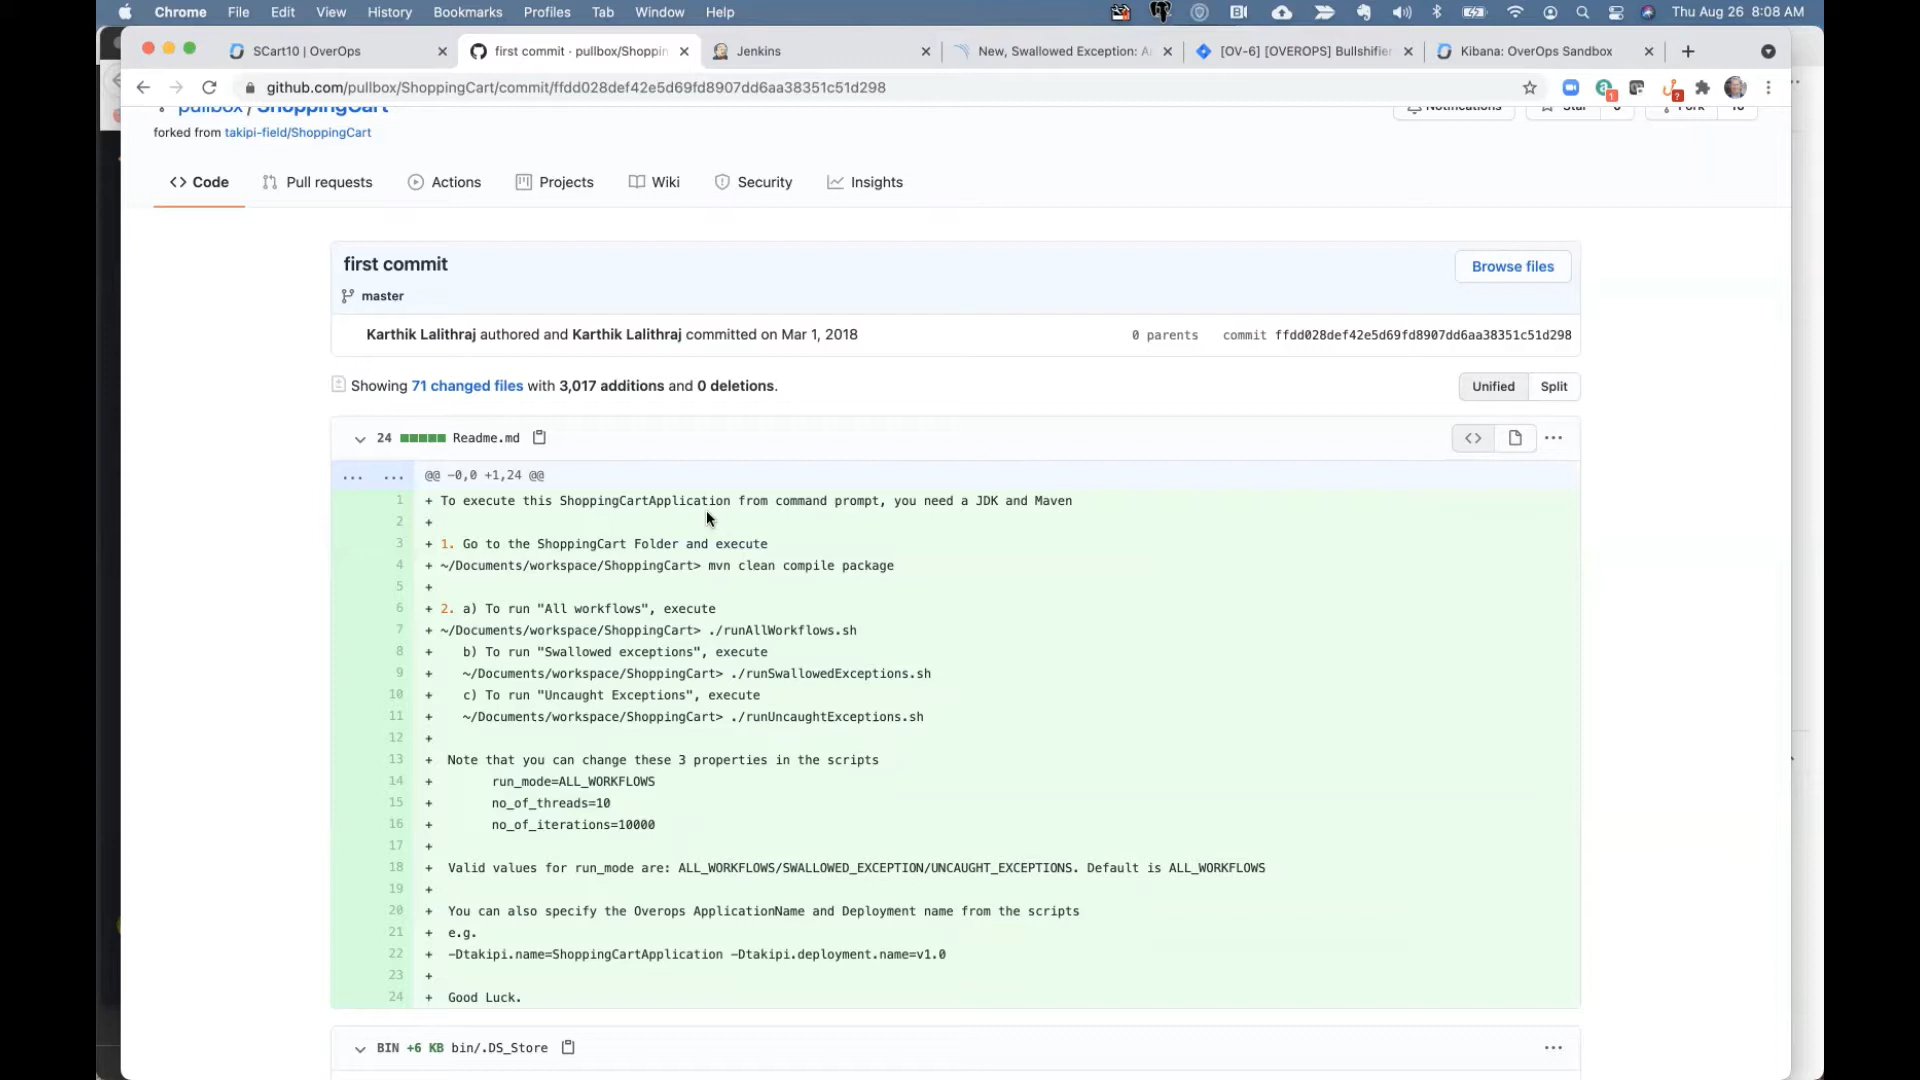 Chrome File Edit View History Bookmarks Profiles Tab Window Help Thu Aug 26 8:08 AM
SCart10 | OverOps
first commit · pullbox/Shoppin
Jenkins
New, Swallowed Exception: A
[OV-6] [OVEROPS] Bullshifier
Kibana: OverOps Sandbox
github.com/pullbox/ShoppingCart/commit/ffdd028def42e5d69fd8907dd6aa38351c51d298
pullbox / ShoppingCart
Notifications Star Fork
forked from takipi-field/ShoppingCart
Code Pull requests Actions Projects Wiki Security Insights
first commit
Browse files
master
Karthik Lalithraj authored and Karthik Lalithraj committed on Mar 1, 2018
0 parents commit ffdd028def42e5d69fd8907dd6aa38351c51d298
Showing 71 changed files with 3,017 additions and 0 deletions.
Unified Split
24 Readme.md
... ... @@ -0,0 +1,24 @@
1 + To execute this ShoppingCartApplication from command prompt, you need a JDK and Maven
2 +
3 + 1. Go to the ShoppingCart Folder and execute
4 + ~/Documents/workspace/ShoppingCart> mvn clean compile package
5 +
6 + 2. a) To run "All workflows", execute
7 + ~/Documents/workspace/ShoppingCart> ./runAllWorkflows.sh
8 + b) To run "Swallowed exceptions", execute
9 + ~/Documents/workspace/ShoppingCart> ./runSwallowedExceptions.sh
10 + c) To run "Uncaught Exceptions", execute
11 + ~/Documents/workspace/ShoppingCart> ./runUncaughtExceptions.sh
12 +
13 + Note that you can change these 3 properties in the scripts
14 + run_mode=ALL_WORKFLOWS
15 + no_of_threads=10
16 + no_of_iterations=10000
17 +
18 + Valid values for run_mode are: ALL_WORKFLOWS/SWALLOWED_EXCEPTION/UNCAUGHT_EXCEPTIONS. Default is ALL_WORKFLOWS
19 +
20 + You can also specify the Overops ApplicationName and Deployment name from the scripts
21 + e.g.
22 + -Dtakipi.name=ShoppingCartApplication -Dtakipi.deployment.name=v1.0
23 +
24 + Good Luck.
BIN +6 KB bin/.DS_Store